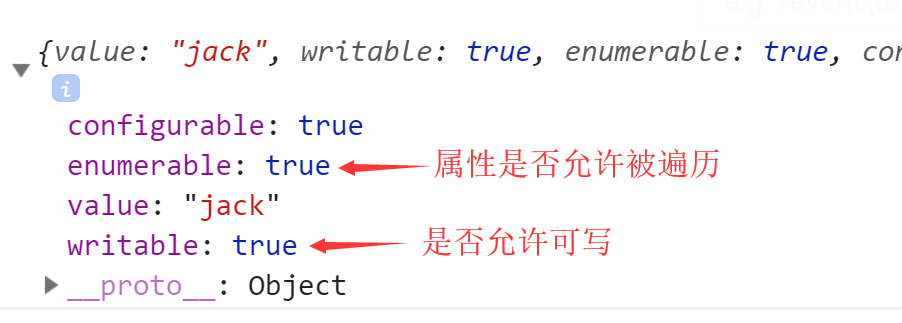 {value: "jack", writable: true, enumerable: true, con
i
configurable: true
enumerable: true 属性是否允许被遍历
value: "jack"
writable: true 是否允许可写
__proto__: Object